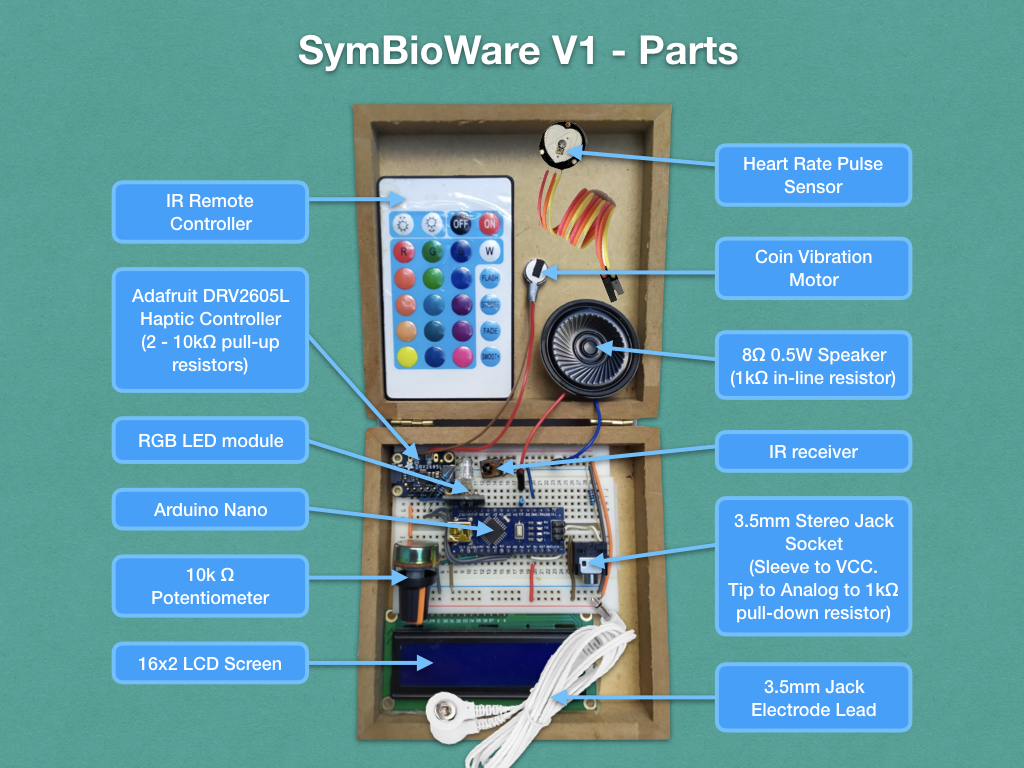 SymBioWare V1 - Parts
IR Remote
Controller
Adafruit DRV2605L
Haptic Controller
(2 - 10kΩ pull-up
resistors)
RGB LED module
Arduino Nano
10k Ω
Potentiometer
16x2 LCD Screen
Heart Rate Pulse
Sensor
Coin Vibration
Motor
8Ω 0.5W Speaker
(1kΩ in-line resistor)
IR receiver
3.5mm Stereo Jack
Socket
(Sleeve to VCC.
Tip to Analog to 1kΩ
pull-down resistor)
3.5mm Jack
Electrode Lead
OFF ON
R G W
FLASH
FADE
SMOOTH
DRV2605L